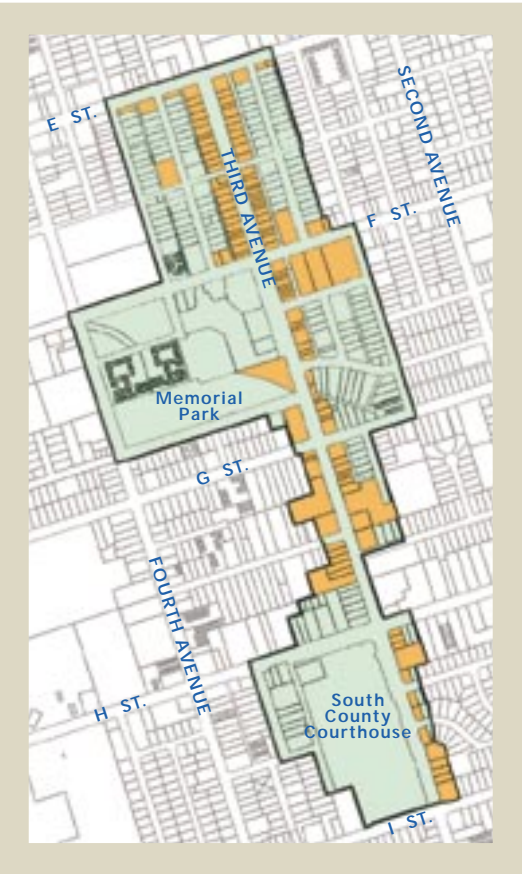 E ST.
SECOND AVENUE
THIRD AVENUE
F ST.
Memorial
Park
G ST.
FOURTH AVENUE
H ST.
South
County
Courthouse
I ST.